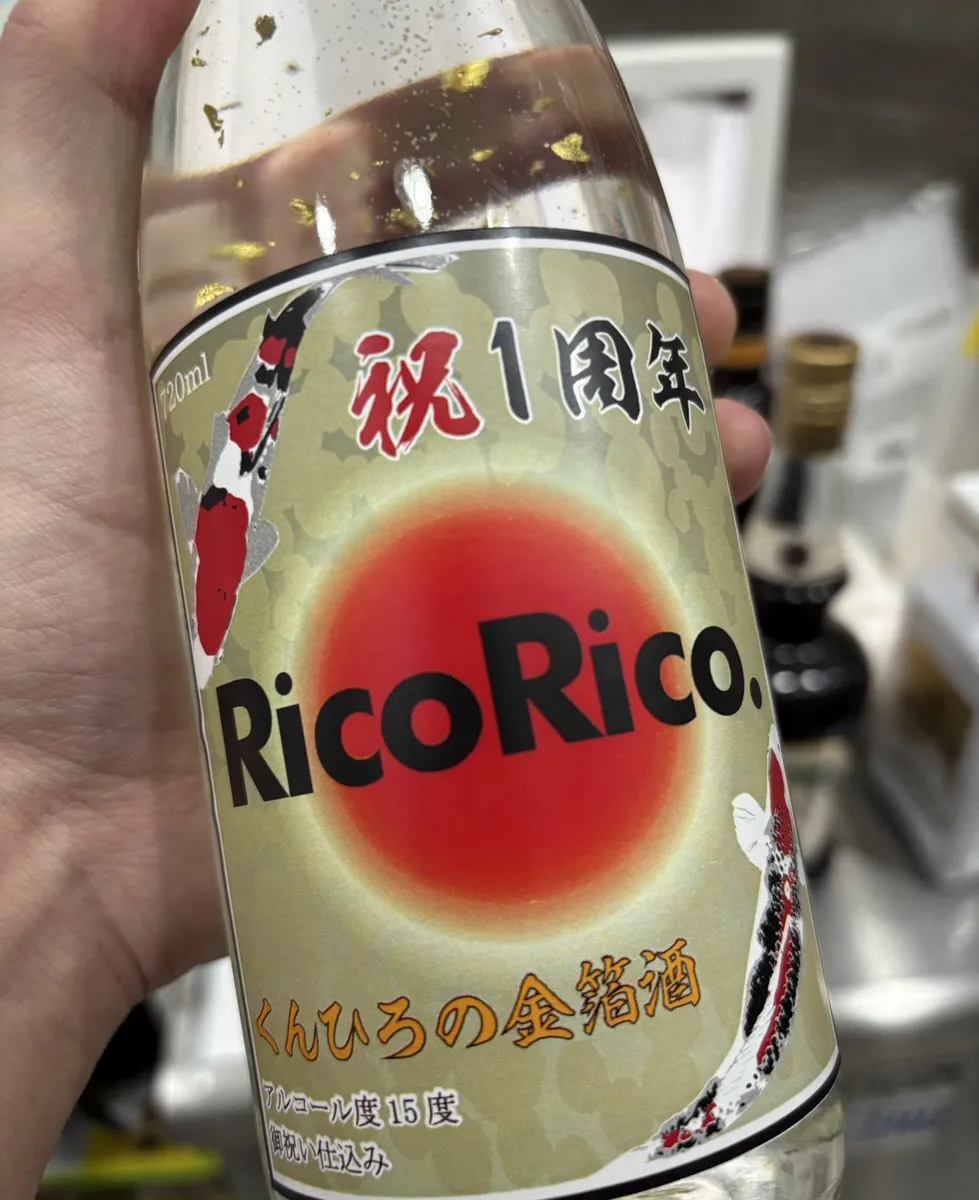 720ml
祝1周年
RicoRico.
くんひろの金箔酒
アルコール度15度
御祝い仕込み